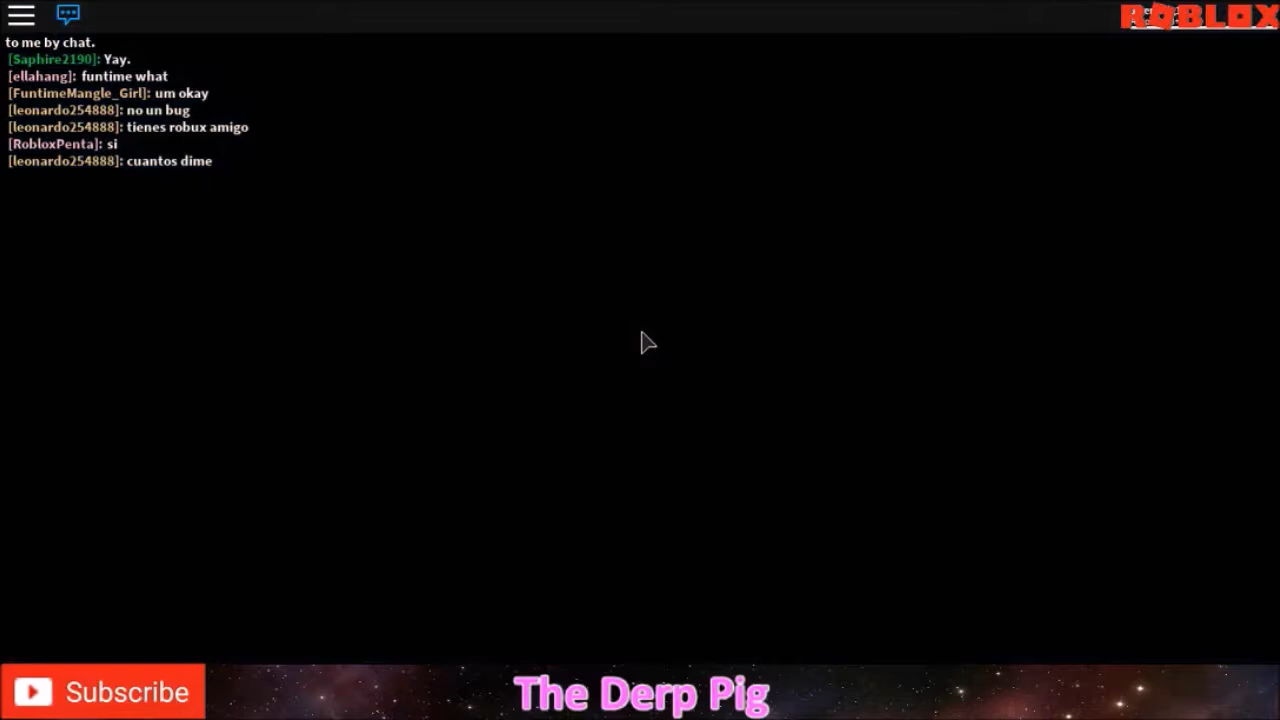 ROBLOX
to me by chat.
[Saphire2190]: Yay.
[ellahang]: funtime what
[FuntimeMangle_Girl]: um okay
[leonardo254888]: no un bug
[leonardo254888]: tienes robux amigo
[RobloxPenta]: si
[leonardo254888]: cuantos dime
Subscribe
The Derp Pig